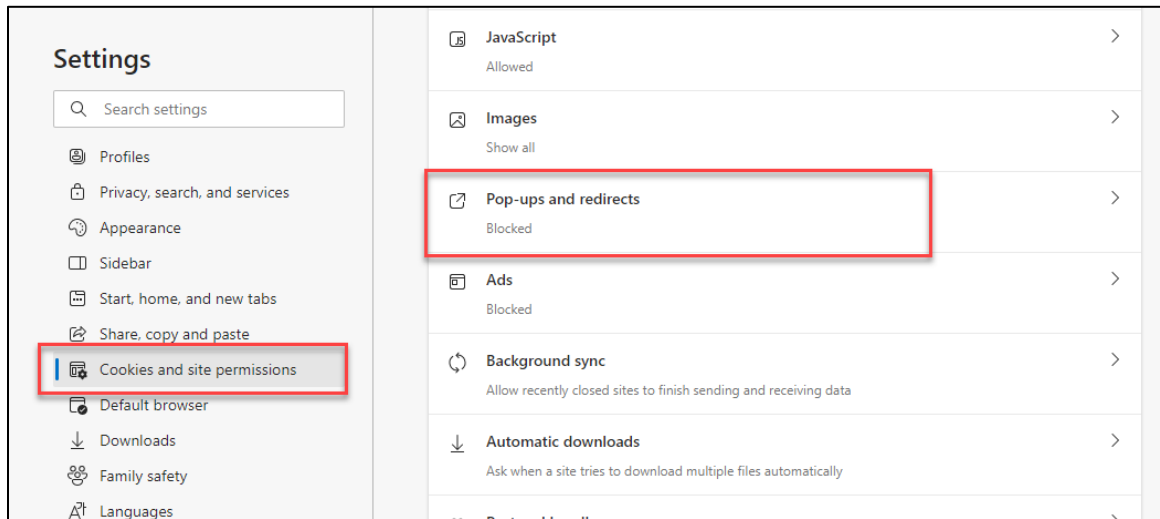 Settings
Search settings
Profiles
Privacy, search, and services
Appearance
Sidebar
Start, home, and new tabs
Share, copy and paste
Cookies and site permissions
Default browser
Downloads
Family safety
Languages
JavaScript
Allowed
Images
Show all
Pop-ups and redirects
Blocked
Ads
Blocked
Background sync
Allow recently closed sites to finish sending and receiving data
Automatic downloads
Ask when a site tries to download multiple files automatically